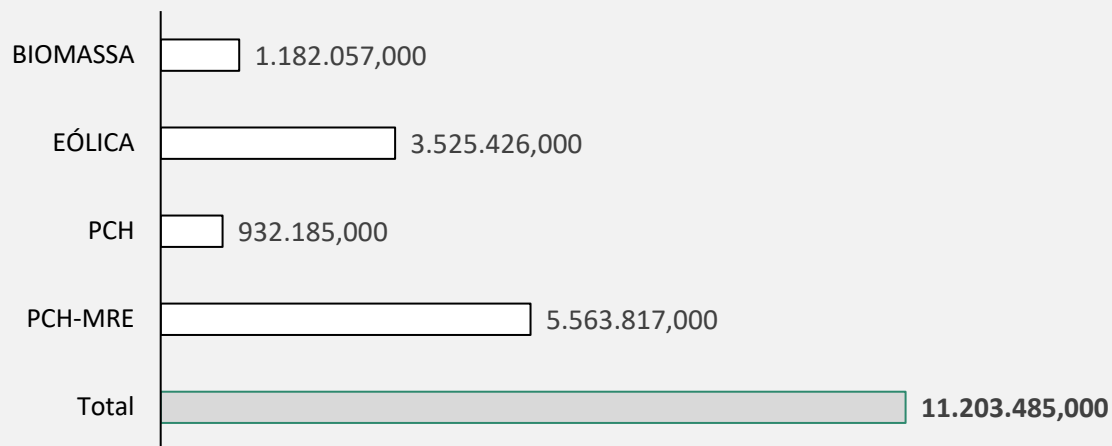 BIOMASSA 1.182.057,000
EÓLICA 3.525.426,000
PCH 932.185,000
PCH-MRE 5.563.817,000
Total 11.203.485,000